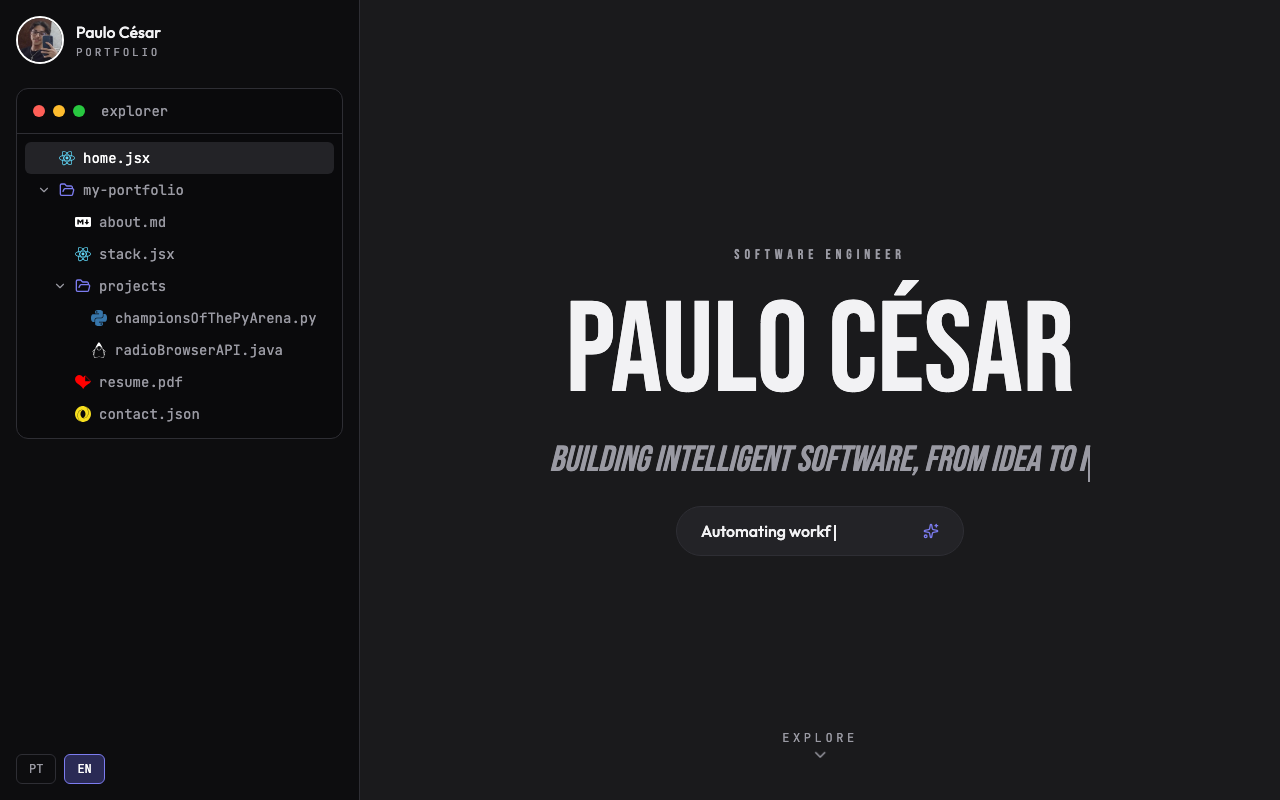 Paulo César
PORTFOLIO
explorer
home.jsx
my-portfolio
about.md
stack.jsx
projects
championsOfThePyArena.py
radioBrowserAPI.java
resume.pdf
contact.json
PT
EN
SOFTWARE ENGINEER
PAULO CÉSAR
BUILDING INTELLIGENT SOFTWARE, FROM IDEA TO I
Automating workf
EXPLORE